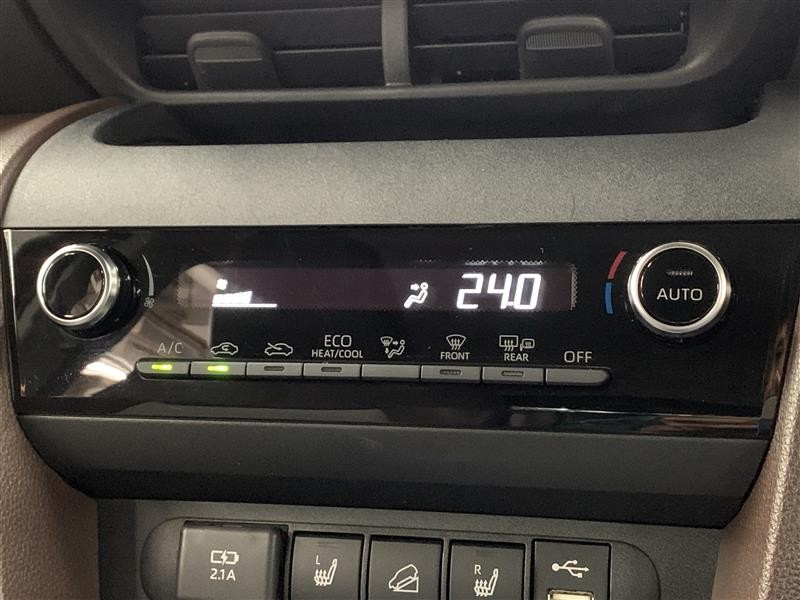 24.0
AUTO
A/C
ECO
HEAT/COOL
FRONT
REAR
OFF
2.1A
L
R